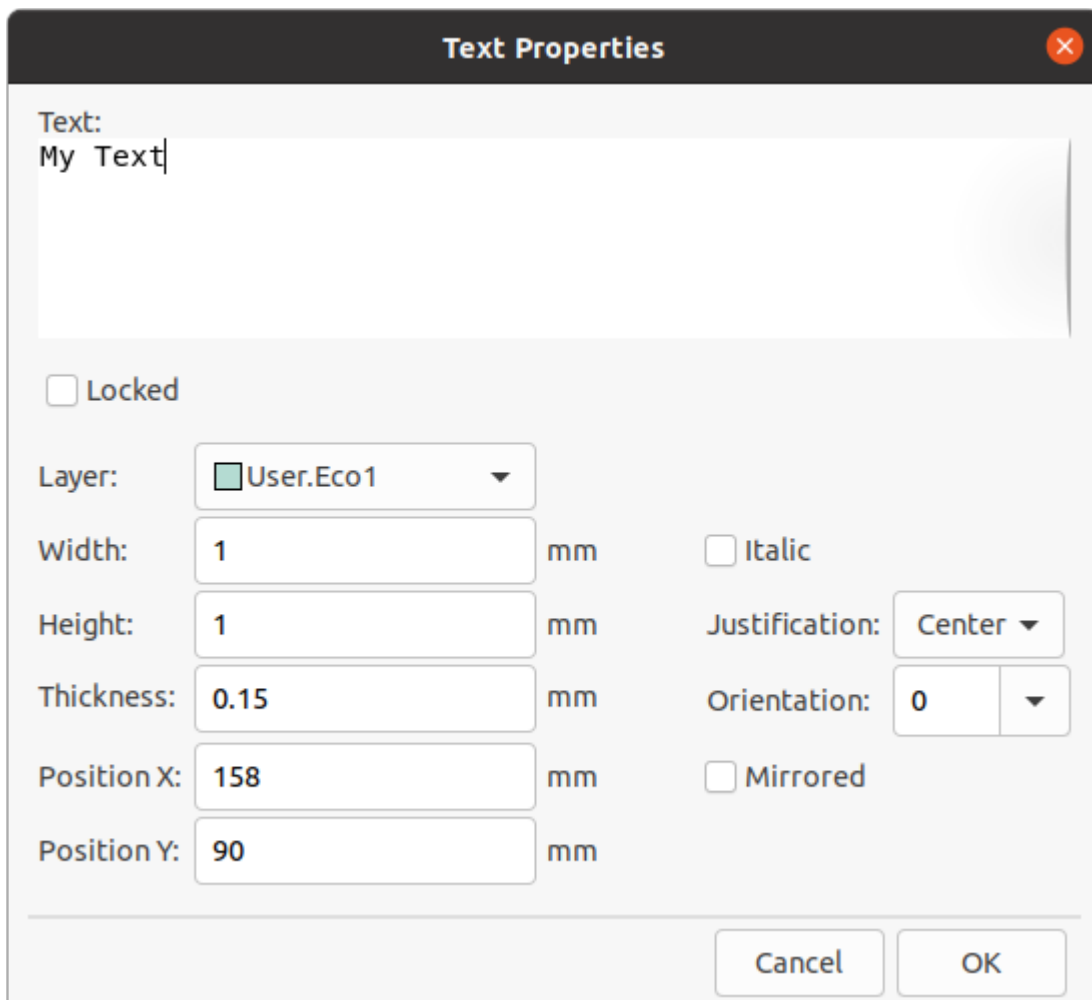 Text Properties
Text:
My Text
Locked
Layer: User.Eco1
Width: 1 mm Italic
Height: 1 mm Justification: Center
Thickness: 0.15 mm Orientation: 0
Position X: 158 mm Mirrored
Position Y: 90 mm
Cancel OK